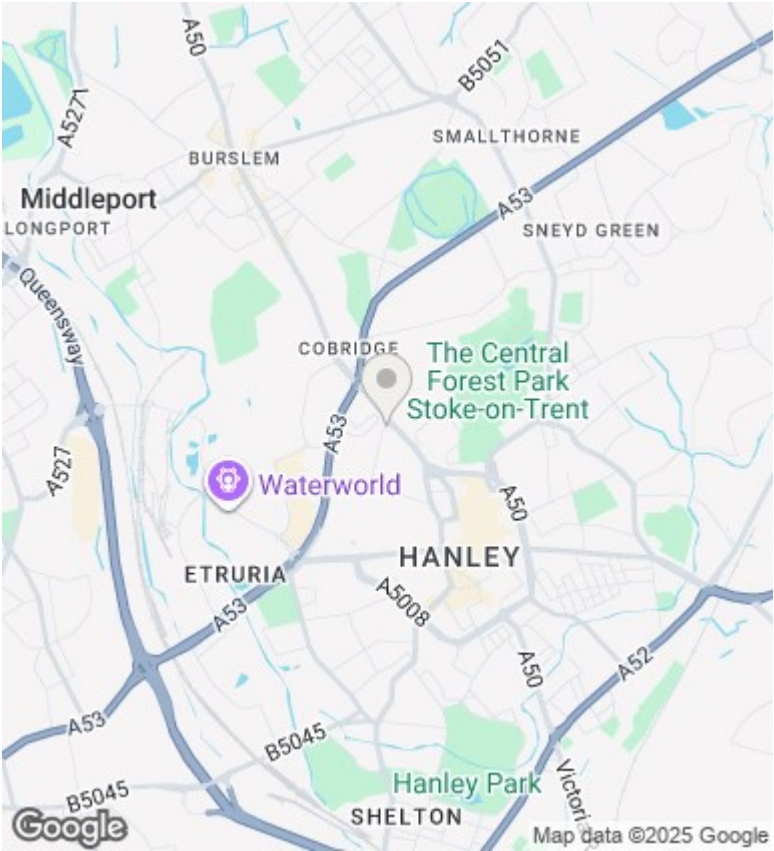 A50
B5051
A5271
SMALLTHORNE
BURSLEM
Middleport
LONGPORT
A53
SNEYD GREEN
Queensway
COBRIDGE
The Central
Forest Park
Stoke-on-Trent
A53
A527
Waterworld
A50
HANLEY
ETRURIA
A5008
A53
A50
A52
A53
B5045
B5045
Hanley Park
Victoria
SHELTON
Google
Map data ©2025 Google